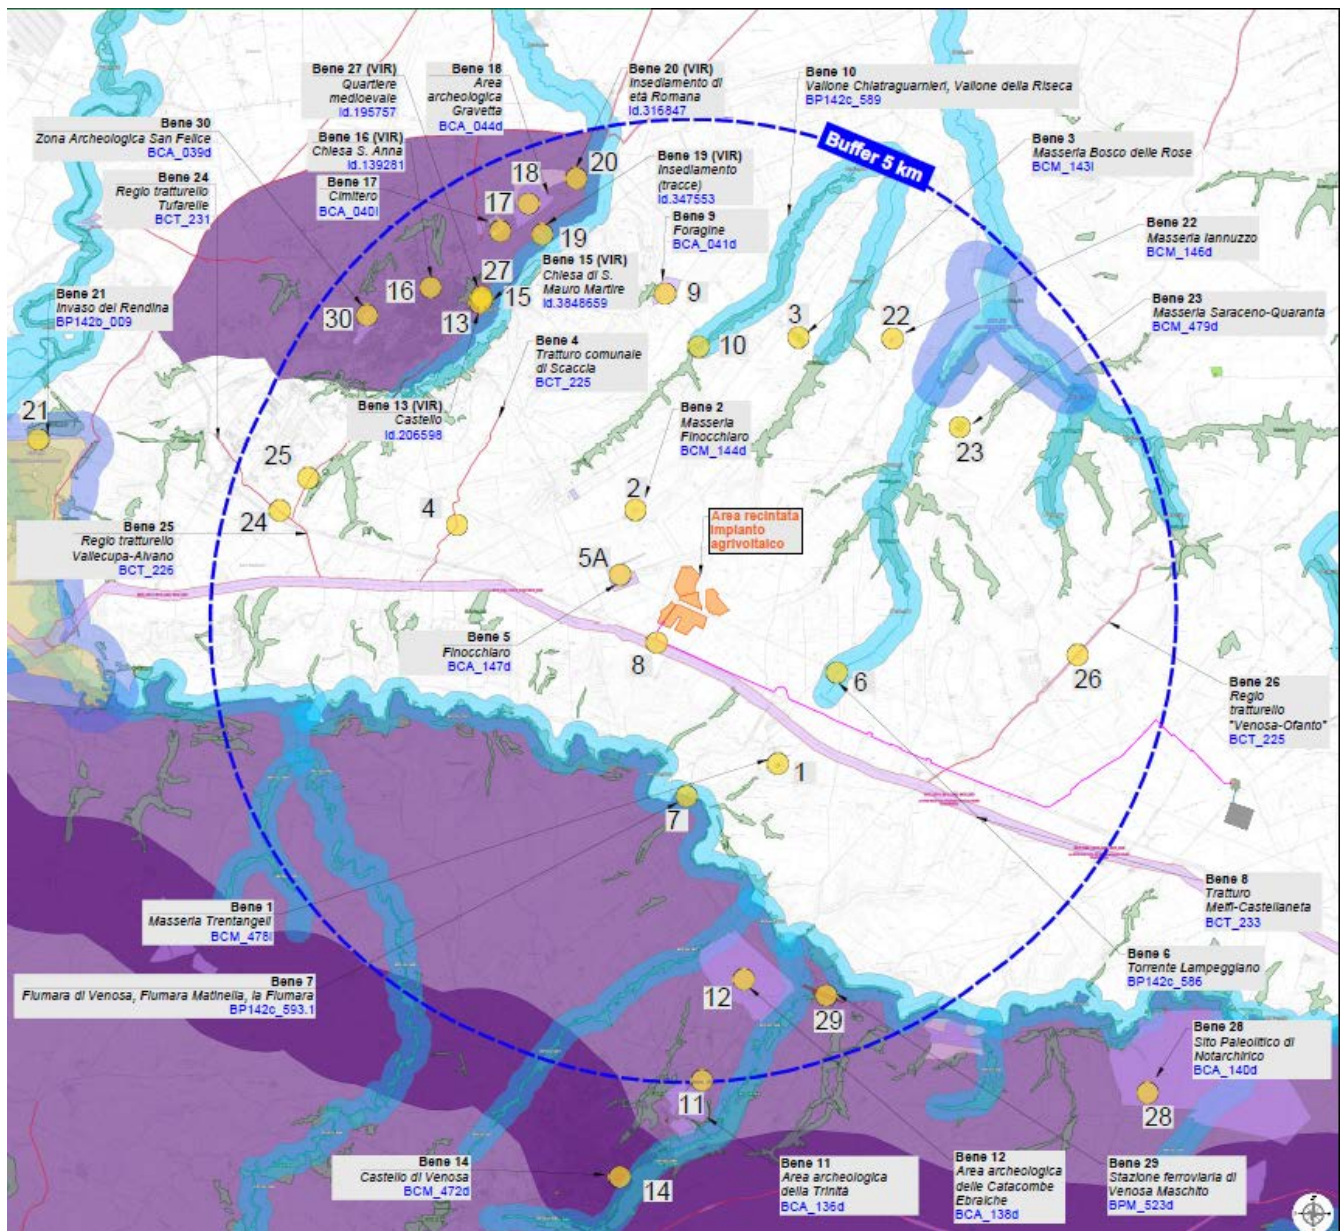 Bene 27 (VIR)
Quartiere
medioevale
Id.195757
Bene 18
Area
archeologica
Gravetta
BCA_044d
Bene 20 (VIR)
Insediamento di
età Romana
Id.316847
Bene 10
Vallone Chiatraguarnieri, Vallone della Riseca
BP142c_589
Bene 30
Zona Archeologica San Felice
BCA_039d
Bene 16 (VIR)
Chiesa S. Anna
Id.139281
Buffer 5 km
Bene 3
Masseria Bosco delle Rose
BCM_143i
Bene 24
Regio tratturello
Tufarelle
BCT_231
Bene 17
Cimitero
BCA_040i
Bene 19 (VIR)
Insediamento
(tracce)
Id.347553
18
20
17
19
Bene 9
Foragine
BCA_041d
Bene 22
Masseria Iannuzzo
BCM_146d
Bene 21
Invaso del Rendina
BP142b_009
Bene 15 (VIR)
Chiesa di S.
Mauro Martire
Id.3848659
16
27
15
13
30
9
3
22
10
Bene 23
Masseria Saraceno-Quaranta
BCM_479d
Bene 4
Tratturo comunale
di Scaccia
BCT_225
Bene 13 (VIR)
Castello
Id.206598
Bene 2
Masseria
Finocchiaro
BCM_144d
21
25
24
4
2
23
Area recintata
impianto
agrivoltaico
Bene 25
Regio tratturello
Vallecupa-Alvano
BCT_226
5A
Bene 5
Finocchiaro
BCA_147d
8
6
26
Bene 26
Regio
tratturello
"Venosa-Ofanto"
BCT_225
1
7
Bene 1
Masseria Trentangeli
BCM_478i
Bene 8
Tratturo
Melfi-Castellaneta
BCT_233
Bene 7
Fiumara di Venosa, Fiumara Matinella, la Fiumara
BP142c_593.1
Bene 6
Torrente Lampeggiano
BP142c_586
12
29
Bene 28
Sito Paleolitico di
Notarchirico
BCA_140d
11
28
Bene 14
Castello di Venosa
BCM_472d
14
Bene 11
Area archeologica
della Trinità
BCA_136d
Bene 12
Area archeologica
delle Catacombe
Ebraiche
BCA_138d
Bene 29
Stazione ferroviaria di
Venosa Maschito
BPM_523d